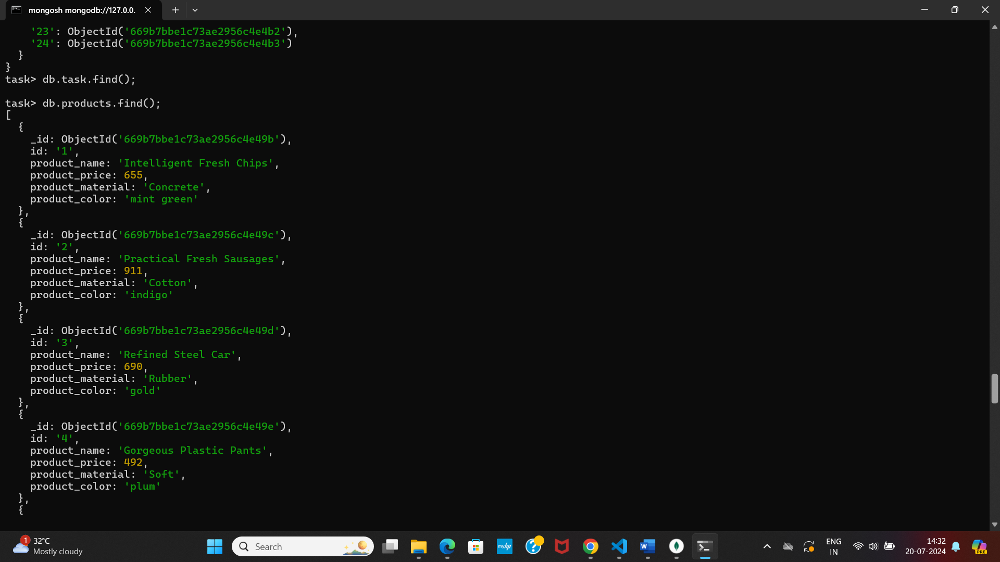 mongosh mongodb://127.0.0.
'23': ObjectId('669b7bbe1c73ae2956c4e4b2'),
'24': ObjectId('669b7bbe1c73ae2956c4e4b3')
}
}
task> db.task.find();
task> db.products.find();
[
{
_id: ObjectId('669b7bbe1c73ae2956c4e49b'),
id: '1',
product_name: 'Intelligent Fresh Chips',
product_price: 655,
product_material: 'Concrete',
product_color: 'mint green'
},
{
_id: ObjectId('669b7bbe1c73ae2956c4e49c'),
id: '2',
product_name: 'Practical Fresh Sausages',
product_price: 911,
product_material: 'Cotton',
product_color: 'indigo'
},
{
_id: ObjectId('669b7bbe1c73ae2956c4e49d'),
id: '3',
product_name: 'Refined Steel Car',
product_price: 690,
product_material: 'Rubber',
product_color: 'gold'
},
{
_id: ObjectId('669b7bbe1c73ae2956c4e49e'),
id: '4',
product_name: 'Gorgeous Plastic Pants',
product_price: 492,
product_material: 'Soft',
product_color: 'plum'
},
{
1
32°C
Mostly cloudy
Search
myhp
W
PRE
ENG
IN
14:32
20-07-2024